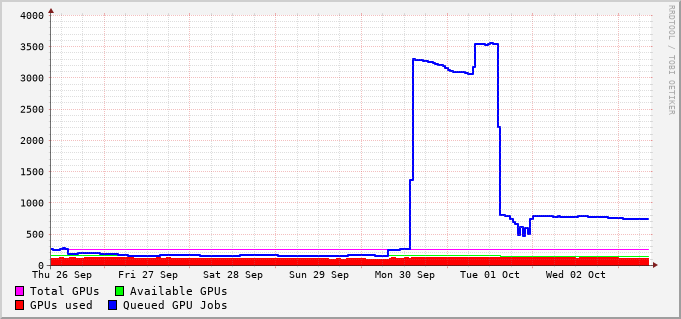 4000
3500
3000
2500
2000
1500
1000
500
0
Thu 26 Sep Fri 27 Sep Sat 28 Sep Sun 29 Sep Mon 30 Sep Tue 01 Oct Wed 02 Oct
Total GPUs Available GPUs
GPUs used Queued GPU Jobs
RRDTOOL / TOBI OETIKER